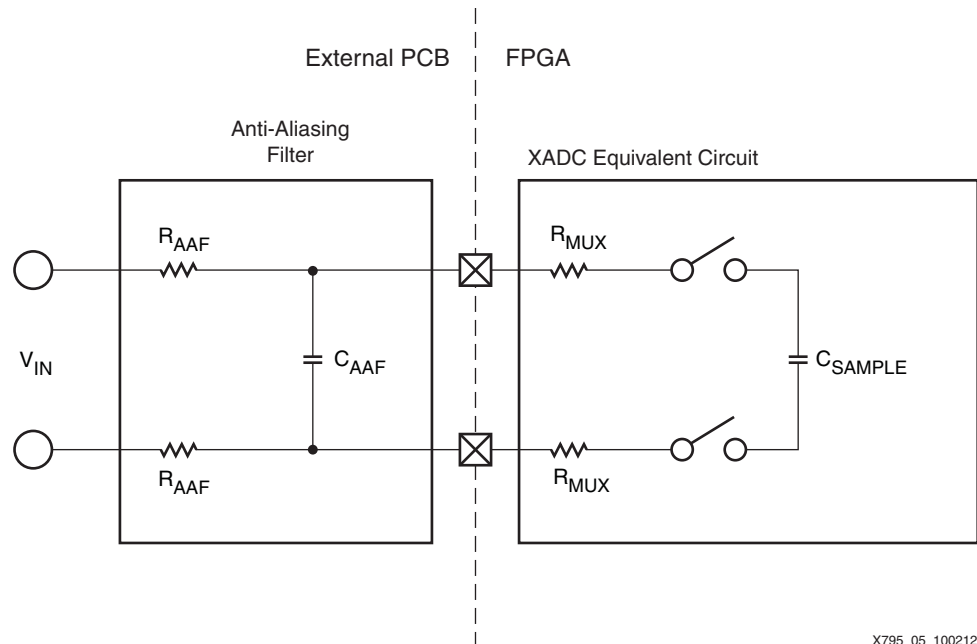 External PCB
FPGA
Anti-Aliasing
Filter
XADC Equivalent Circuit
RAAF
RMUX
VIN
CAAF
CSAMPLE
RAAF
RMUX
X795_05_100212